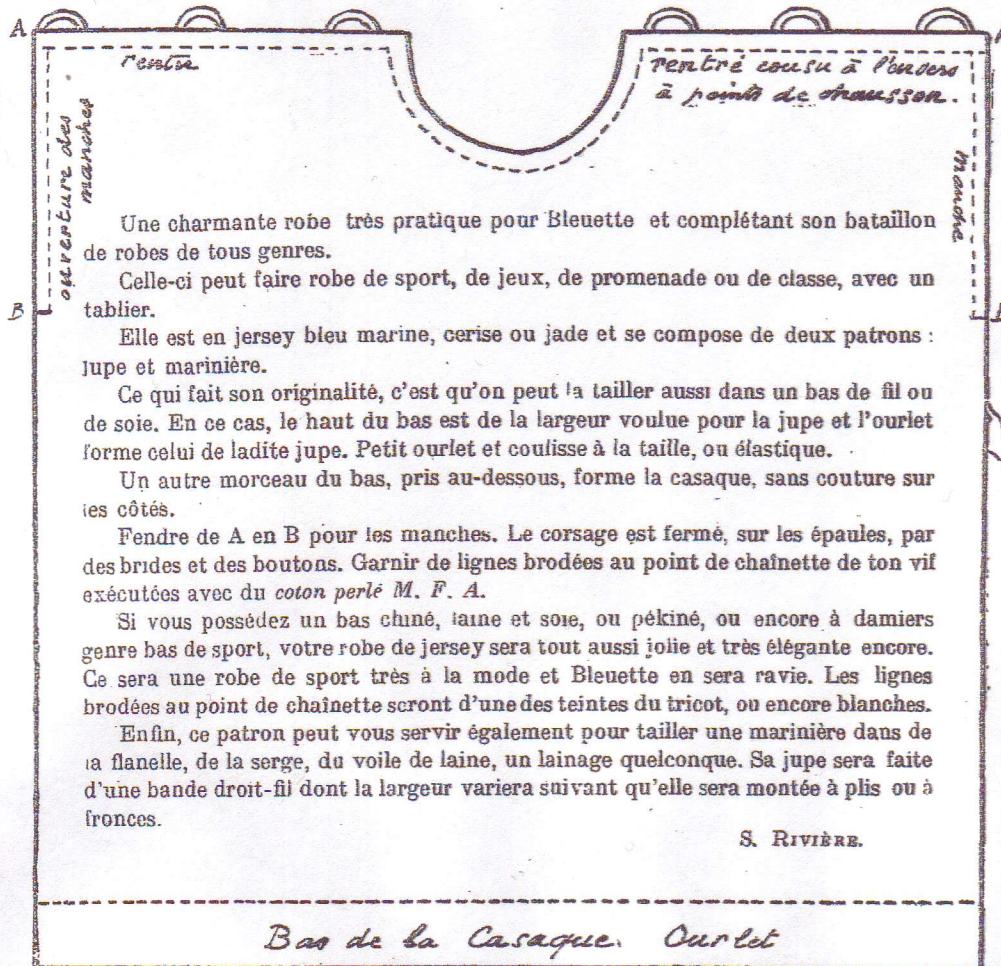 A
A
rentré
rentré cousu à l'envers
à points de chausson.
ouverture des
manches
manche
B
B
Une charmante robe très pratique pour Bleuette et complétant son bataillon
de robes de tous genres.
Celle-ci peut faire robe de sport, de jeux, de promenade ou de classe, avec un
tablier.
Elle est en jersey bleu marine, cerise ou jade et se compose de deux patrons :
jupe et marinière.
Ce qui fait son originalité, c'est qu'on peut la tailler aussi dans un bas de fil ou
de soie. En ce cas, le haut du bas est de la largeur voulue pour la jupe et l'ourlet
forme celui de ladite jupe. Petit ourlet et coulisse à la taille, ou élastique.
Un autre morceau du bas, pris au-dessous, forme la casaque, sans couture sur
les côtés.
Fendre de A en B pour les manches. Le corsage est fermé, sur les épaules, par
des brides et des boutons. Garnir de lignes brodées au point de chaînette de ton vif
exécutées avec du coton perlé M. F. A.
Si vous possédez un bas chiné, laine et soie, ou pékiné, ou encore à damiers
genre bas de sport, votre robe de jersey sera tout aussi jolie et très élégante encore.
Ce sera une robe de sport très à la mode et Bleuette en sera ravie. Les lignes
brodées au point de chaînette seront d'une des teintes du tricot, ou encore blanches.
Enfin, ce patron peut vous servir également pour tailler une marinière dans de
la flanelle, de la serge, du voile de laine, un lainage quelconque. Sa jupe sera faite
d'une bande droit-fil dont la largeur variera suivant qu'elle sera montée à plis ou à
fronces.
S. RIVIÈRE.
Bas de la Casaque. Ourlet